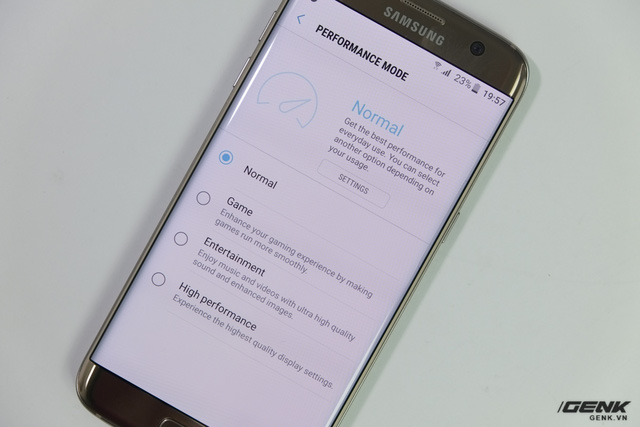 SAMSUNG
23% 19:57
PERFORMANCE MODE
Normal
Get the best performance for
everyday use. You can select
another option depending on
your usage.
SETTINGS
Normal
Game
Enhance your gaming experience by making
games run more smoothly.
Entertainment
Enjoy music and videos with ultra high quality
sound and enhanced images.
High performance
Experience the highest quality display settings.
/GENK
GENK.VN